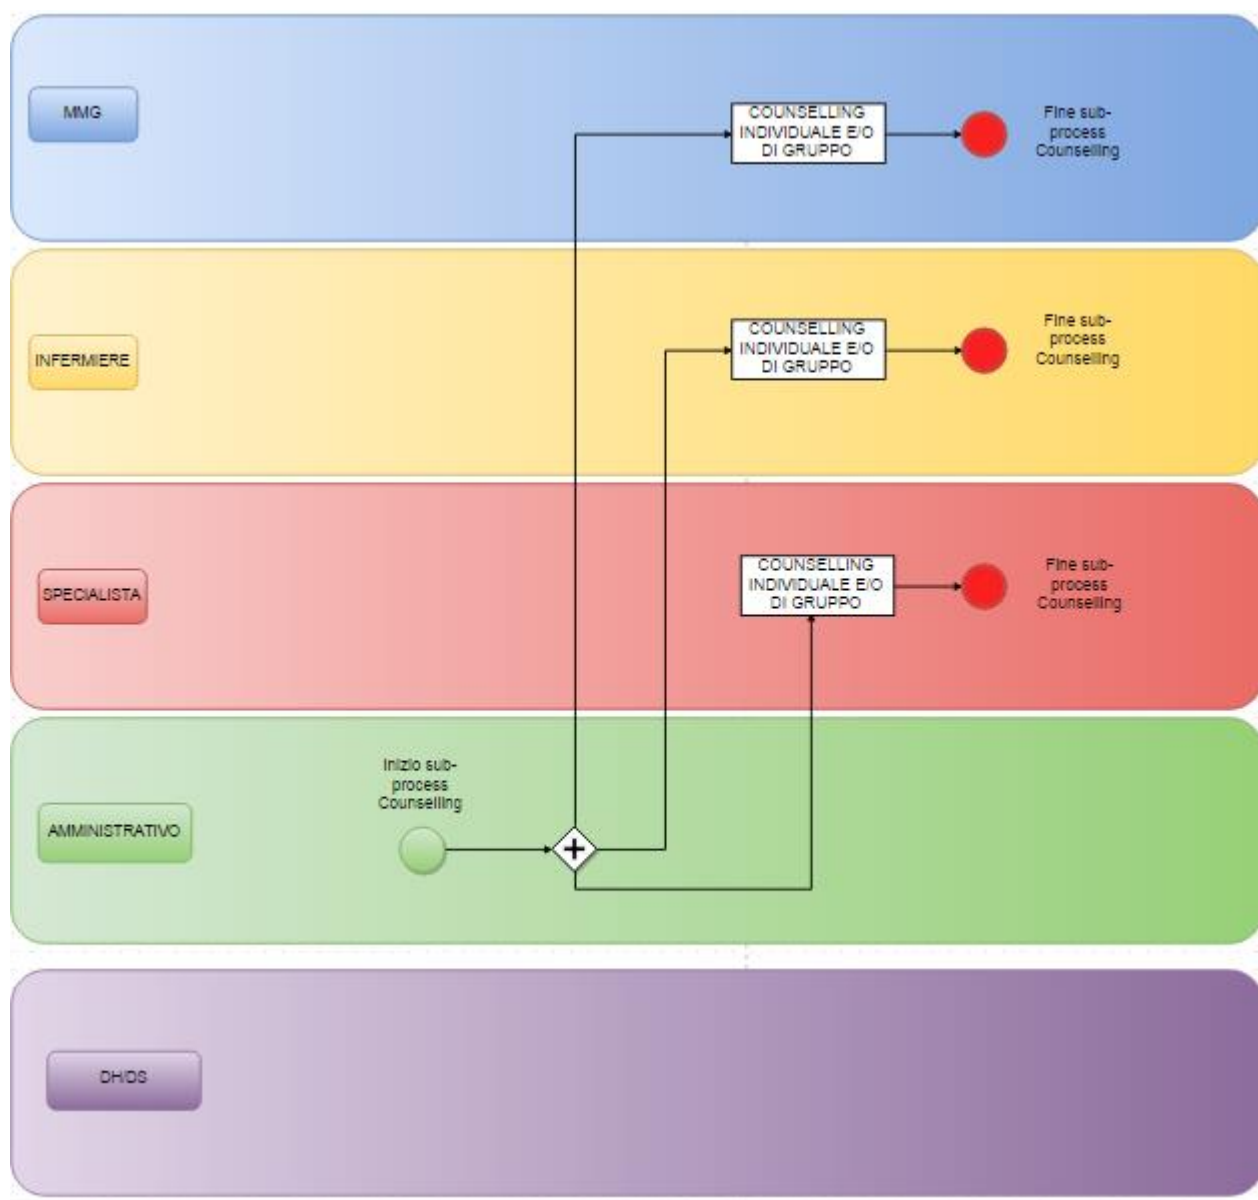 MMG
COUNSELLING
INDIVIDUALE E/O
DI GRUPPO
Fine sub-
process
Counselling
INFERMIERE
COUNSELLING
INDIVIDUALE E/O
DI GRUPPO
Fine sub-
process
Counselling
SPECIALISTA
COUNSELLING
INDIVIDUALE E/O
DI GRUPPO
Fine sub-
process
Counselling
AMMINISTRATIVO
Inizio sub-
process
Counselling
DH/DS